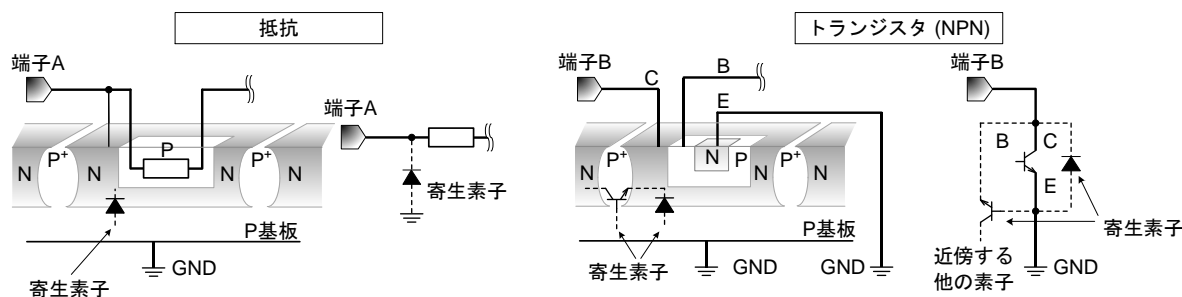 抵抗
端子A
P
N
P+
N
P+
N
N
P基板
GND
寄生素子
端子A
寄生素子
トランジスタ (NPN)
端子B
C
B
E
N
P+
N
N
P
P+
N
N
P基板
寄生素子
GND
GND
端子B
B
C
E
寄生素子
近傍する
他の素子